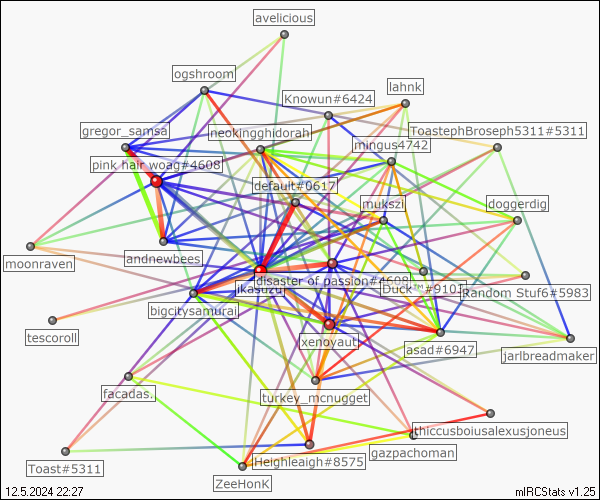 avelicious
ogshroom
lahnk
Knowun#6424
gregor_samsa
neokingghidorah
ToastephBroseph5311#5311
mingus4742
pink hair woag#4608
default#0617
mukszi
doggerdig
andnewbees
moonraven
disaster of passion#4608
ikasuzu
Duck™#9102
Random Stuf6#5983
bigcitysamurai
tescoroll
xenoyaut
asad#6947
jarlbreadmaker
facadas.
turkey_mcnugget
thiccusboiusalexusjoneus
gazpachoman
Toast#5311
Heighleaigh#8575
ZeeHonK
12.5.2024 22:27
mIRCStats v1.25